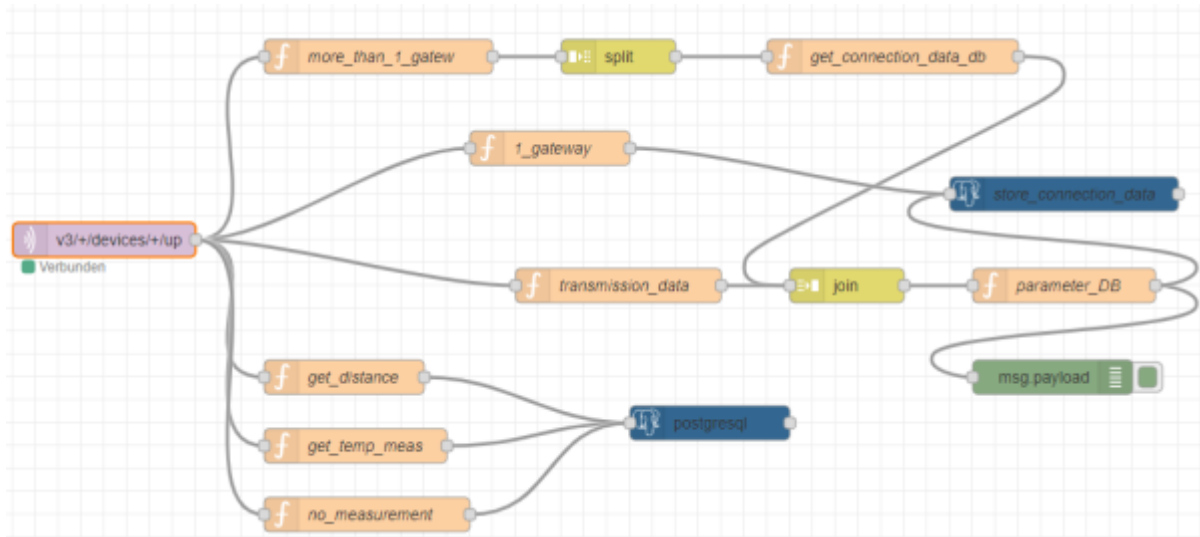 more_than_1_gatew
split
get_connection_data_db
1_gateway
store_connection_data
v3/+/devices/+/up
Verbunden
transmission_data
join
parameter_DB
get_distance
msg.payload
postgresql
get_temp_meas
no_measurement